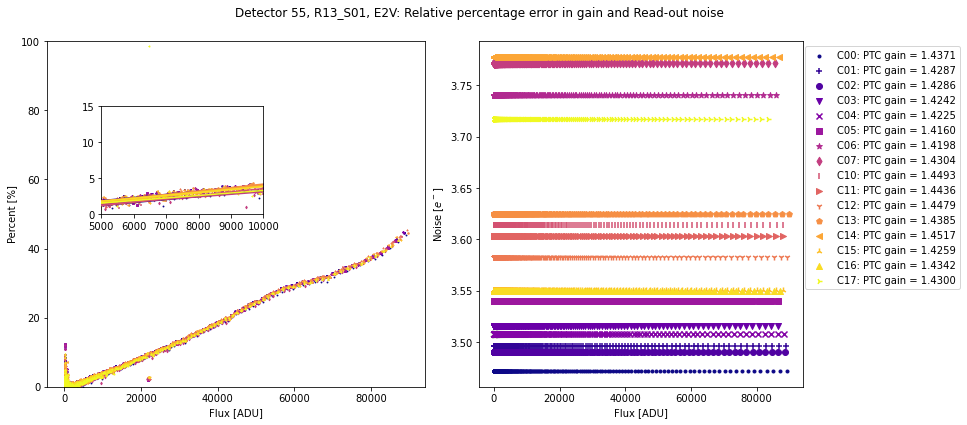 Detector 55, R13_S01, E2V: Relative percentage error in gain and Read-out noise
100
80
60
40
20
0
Percent [%]
15
10
5
0
5000 6000 7000 8000 9000 10000
0 20000 40000 60000 80000
Flux [ADU]
3.75
3.70
3.65
3.60
3.55
3.50
Noise [e⁻]
0 20000 40000 60000 80000
Flux [ADU]
C00: PTC gain = 1.4371
C01: PTC gain = 1.4287
C02: PTC gain = 1.4286
C03: PTC gain = 1.4242
C04: PTC gain = 1.4225
C05: PTC gain = 1.4160
C06: PTC gain = 1.4198
C07: PTC gain = 1.4304
C10: PTC gain = 1.4493
C11: PTC gain = 1.4436
C12: PTC gain = 1.4479
C13: PTC gain = 1.4385
C14: PTC gain = 1.4517
C15: PTC gain = 1.4259
C16: PTC gain = 1.4342
C17: PTC gain = 1.4300